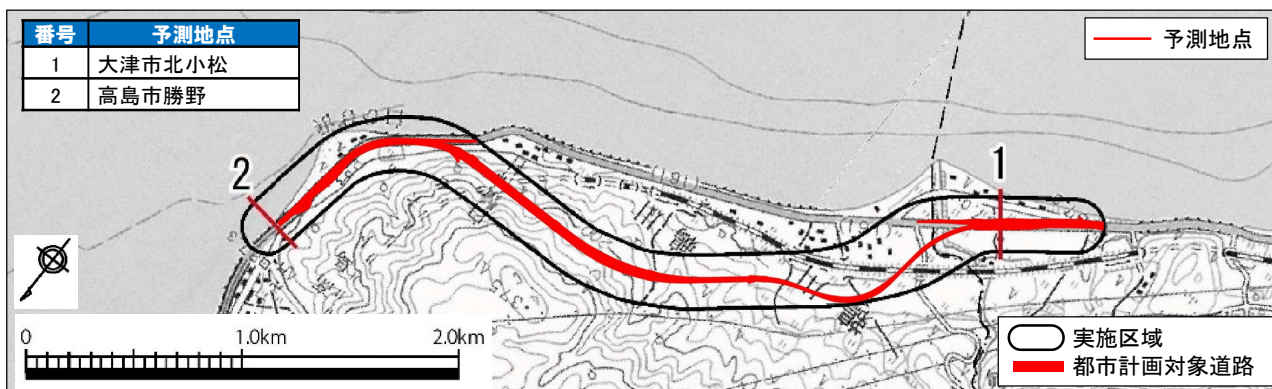 番号 予測地点
1 大津市北小松
2 高島市勝野
予測地点
2
1
0 1.0km 2.0km
実施区域
都市計画対象道路